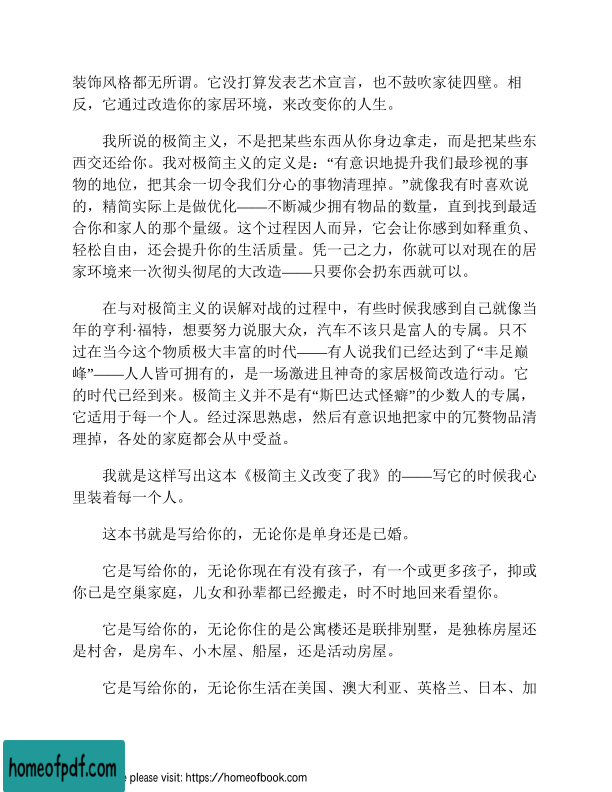 装饰风格都无所谓。它没打算发表艺术宣言，也不鼓吹家徒四壁。相
反，它通过改造你的家居环境，来改变你的人生。
我所说的极简主义，不是把某些东西从你身边拿走，而是把某些东
西交还给你。我对极简主义的定义是：“有意识地提升我们最珍视的事
物的地位，把其余一切令我们分心的事物清理掉。”就像我有时喜欢说
的，精简实际上是做优化——不断减少拥有物品的数量，直到找到最适
合你和家人的那个量级。这个过程因人而异，它会让你感到如释重负、
轻松自由，还会提升你的生活质量。凭一己之力，你就可以对现在的居
家环境来一次彻头彻尾的大改造——只要你会扔东西就可以。
在与对极简主义的误解对战的过程中，有些时候我感到自己就像当
年的亨利·福特，想要努力说服大众，汽车不该只是富人的专属。只不
过在当今这个物质极大丰富的时代——有人说我们已经达到了“丰足巅
峰”——人人皆可拥有的，是一场激进且神奇的家居极简改造行动。它
的时代已经到来。极简主义并不是有“斯巴达式怪癖”的少数人的专属，
它适用于每一个人。经过深思熟虑，然后有意识地把家中的冗赘物品清
理掉，各处的家庭都会从中受益。
我就是这样写出这本《极简主义改变了我》的——写它的时候我心
里装着每一个人。
这本书就是写给你的，无论你是单身还是已婚。
它是写给你的，无论你现在有没有孩子，有一个或更多孩子，抑或
你已是空巢家庭，儿女和孙辈都已经搬走，时不时地回来看望你。
它是写给你的，无论你住的是公寓楼还是联排别墅，是独栋房屋还
是村舍，是房车、小木屋、船屋，还是活动房屋。
它是写给你的，无论你生活在美国、澳大利亚、英格兰、日本、加
homeofpdf.com
e please visit: https://homeofbook.com